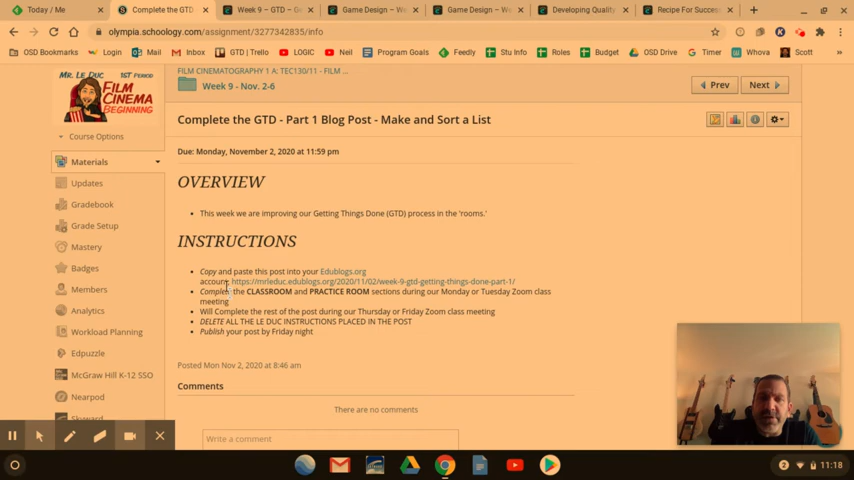 Today / Me
Complete the GTD
Week 9 – GTD – G
Game Design – We
Game Design – We
Developing Quality
Recipe For Succes
olympia.schoology.com/assignment/3277342835/info
OSD Bookmarks
Login
Mail
GTD | Trello
LOGIC
Neil
Program Goals
Feedly
Stu Info
Roles
Budget
OSD Drive
Timer
Whova
Scott
MR. LE DUC 1ST PERIOD
FILM CINEMA
BEGINNING
Course Options
Materials
Updates
Gradebook
Grade Setup
Mastery
Badges
Members
Analytics
Workload Planning
Edpuzzle
McGraw Hill K-12 SSO
Nearpod
Skyward
FILM CINEMATOGRAPHY 1 A: TEC130/11 - FILM ...
Week 9 - Nov. 2-6
Prev
Next
Complete the GTD - Part 1 Blog Post - Make and Sort a List
Due: Monday, November 2, 2020 at 11:59 pm
OVERVIEW
This week we are improving our Getting Things Done (GTD) process in the 'rooms.'
INSTRUCTIONS
Copy and paste this post into your Edublogs.org
account: https://mrleduc.edublogs.org/2020/11/02/week-9-gtd-getting-things-done-part-1/
Complete the CLASSROOM and PRACTICE ROOM sections during our Monday or Tuesday Zoom class
meeting
Will Complete the rest of the post during our Thursday or Friday Zoom class meeting
DELETE ALL THE LE DUC INSTRUCTIONS PLACED IN THE POST
Publish your post by Friday night
Posted Mon Nov 2, 2020 at 8:46 am
Comments
There are no comments
Write a comment
2
11:18